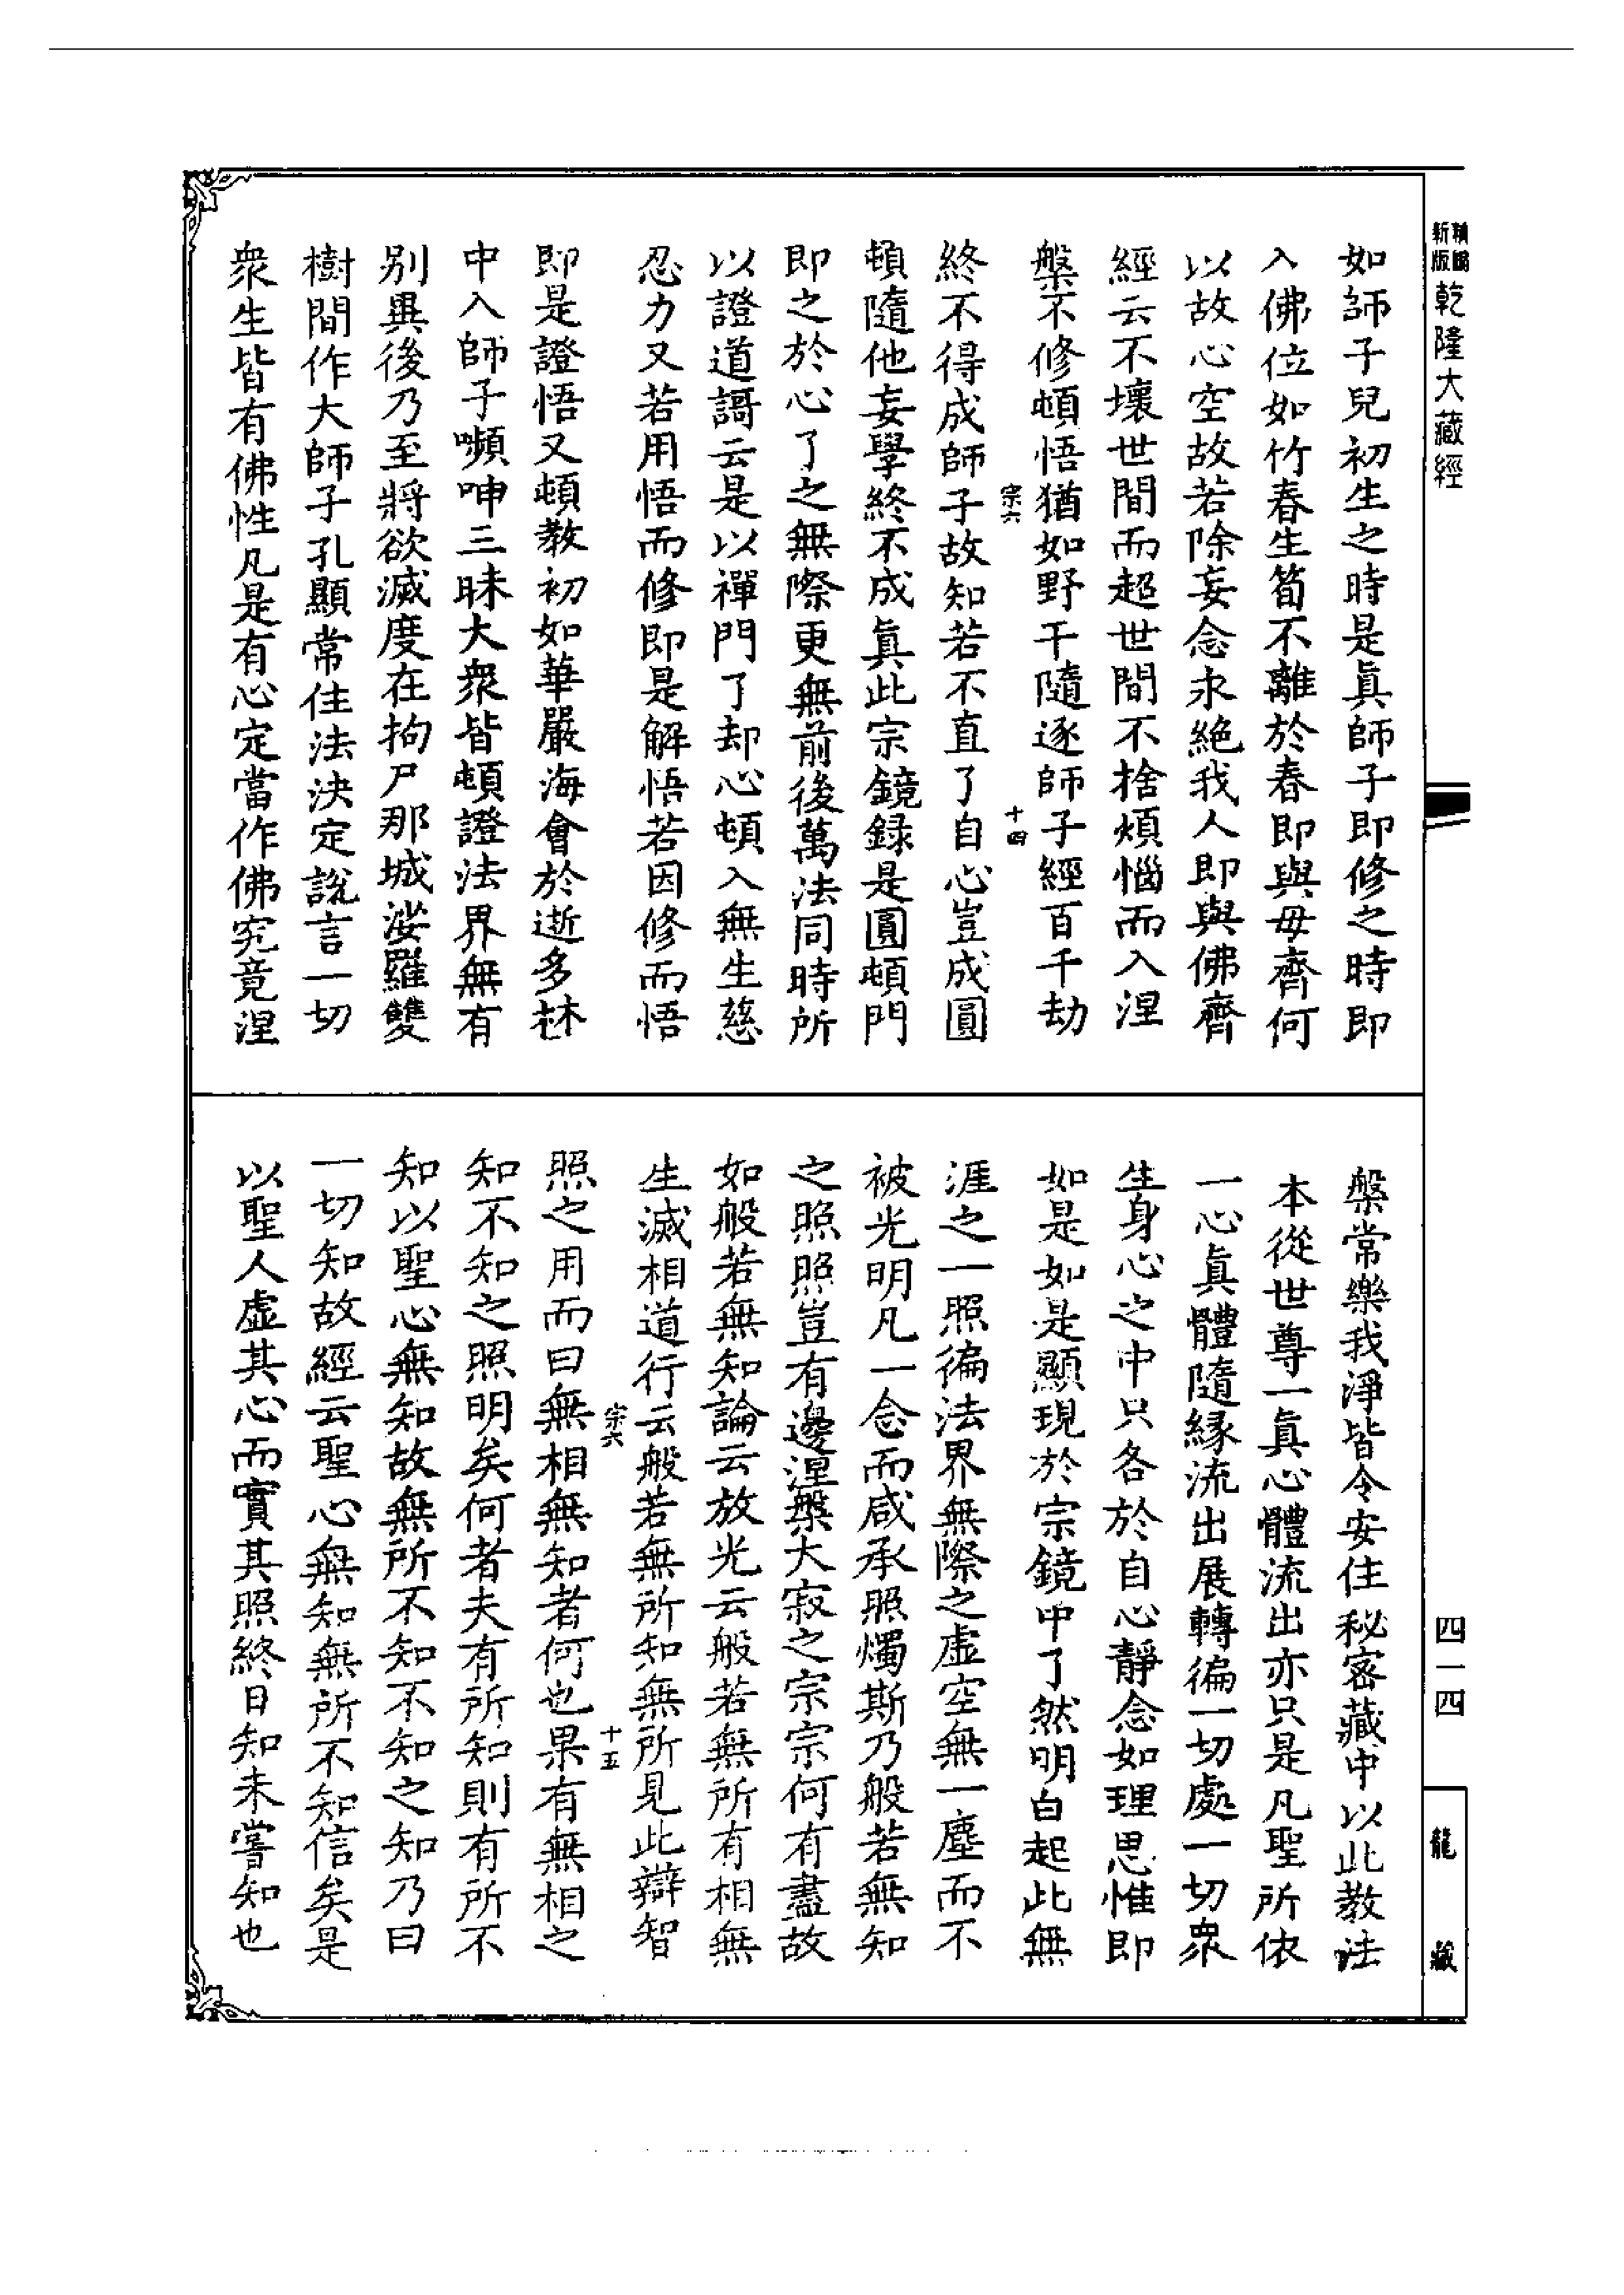 新版精縮乾隆大藏經
四一四
龍藏
如師子兒初生之時是眞師子即修之時即
入佛位如竹春生筍不離於春即與母齊何
以故心空故若除妄念永絕我人即與佛齊
經云不壞世間而超世間不捨煩惱而入涅
槃不修頓悟猶如野干隨逐師子經百千劫
宗六
十四
終不得成師子故知若不直了自心豈成圓
頓隨他妄學終不成眞此宗鏡録是圓頓門
即之於心了之無際更無前後萬法同時所
以證道謌云是以禪門了却心頓入無生慈
忍力又若用悟而修即是解悟若因修而悟
即是證悟又頓教初如華嚴海會於逝多林
中入師子嚬呻三昧大衆皆頓證法界無有
别異後乃至將欲滅度在拘尸那城娑羅雙
樹間作大師子孔顯常住法決定說言一切
衆生皆有佛性凡是有心定當作佛究竟涅
槃常樂我淨皆令安住秘密藏中以此教法
本從世尊一真心體流出亦只是凡聖所依
一心眞體隨緣流出展轉徧一切處一切衆
生身心之中只各於自心靜念如理思惟即
如是如是顯現於宗鏡中了然明白起此無
涯之一照徧法界無際之虛空無一塵而不
被光明凡一念而咸承照燭斯乃般若無知
之照照豈有邊涅槃大寂之宗宗何有盡故
如般若無知論云放光云般若無所有相無
生滅相道行云般若無所知無所見此辯智
宗六
十五
照之用而曰無相無知者何也果有無相之
知不知之照明矣何者夫有所知則有所不
知以聖心無知故無所不知不知之知乃曰
一切知故經云聖心無知無所不知信矣是
以聖人虛其心而實其照終日知未嘗知也